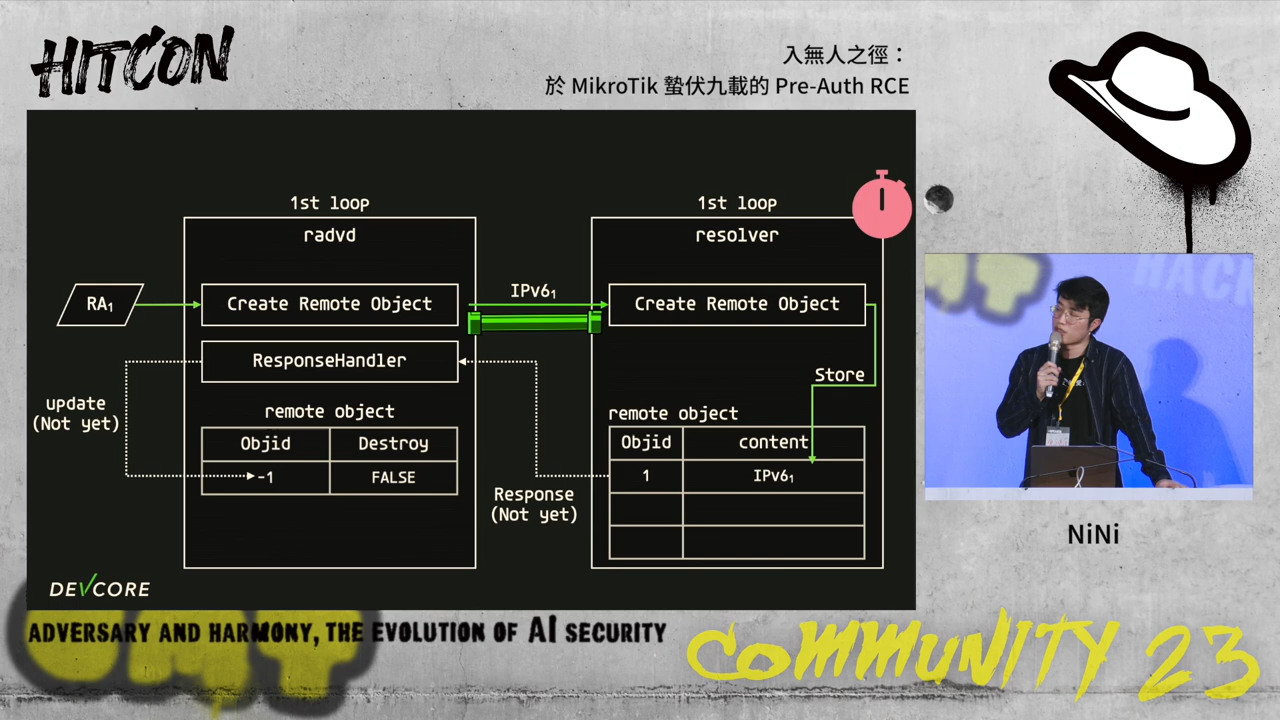 HITCON
入無人之徑：
於 MikroTik 蟄伏九載的 Pre-Auth RCE
1st loop
radvd
RA1
Create Remote Object
ResponseHandler
update
(Not yet)
remote object
Objid Destroy
-1 FALSE
IPv6₁
Response
(Not yet)
1st loop
resolver
Create Remote Object
Store
remote object
Objid content
1 IPv6₁
DEVCORE
NiNi
ADVERSARY AND HARMONY, THE EVOLUTION OF AI SECURITY
COMMUNITY 23